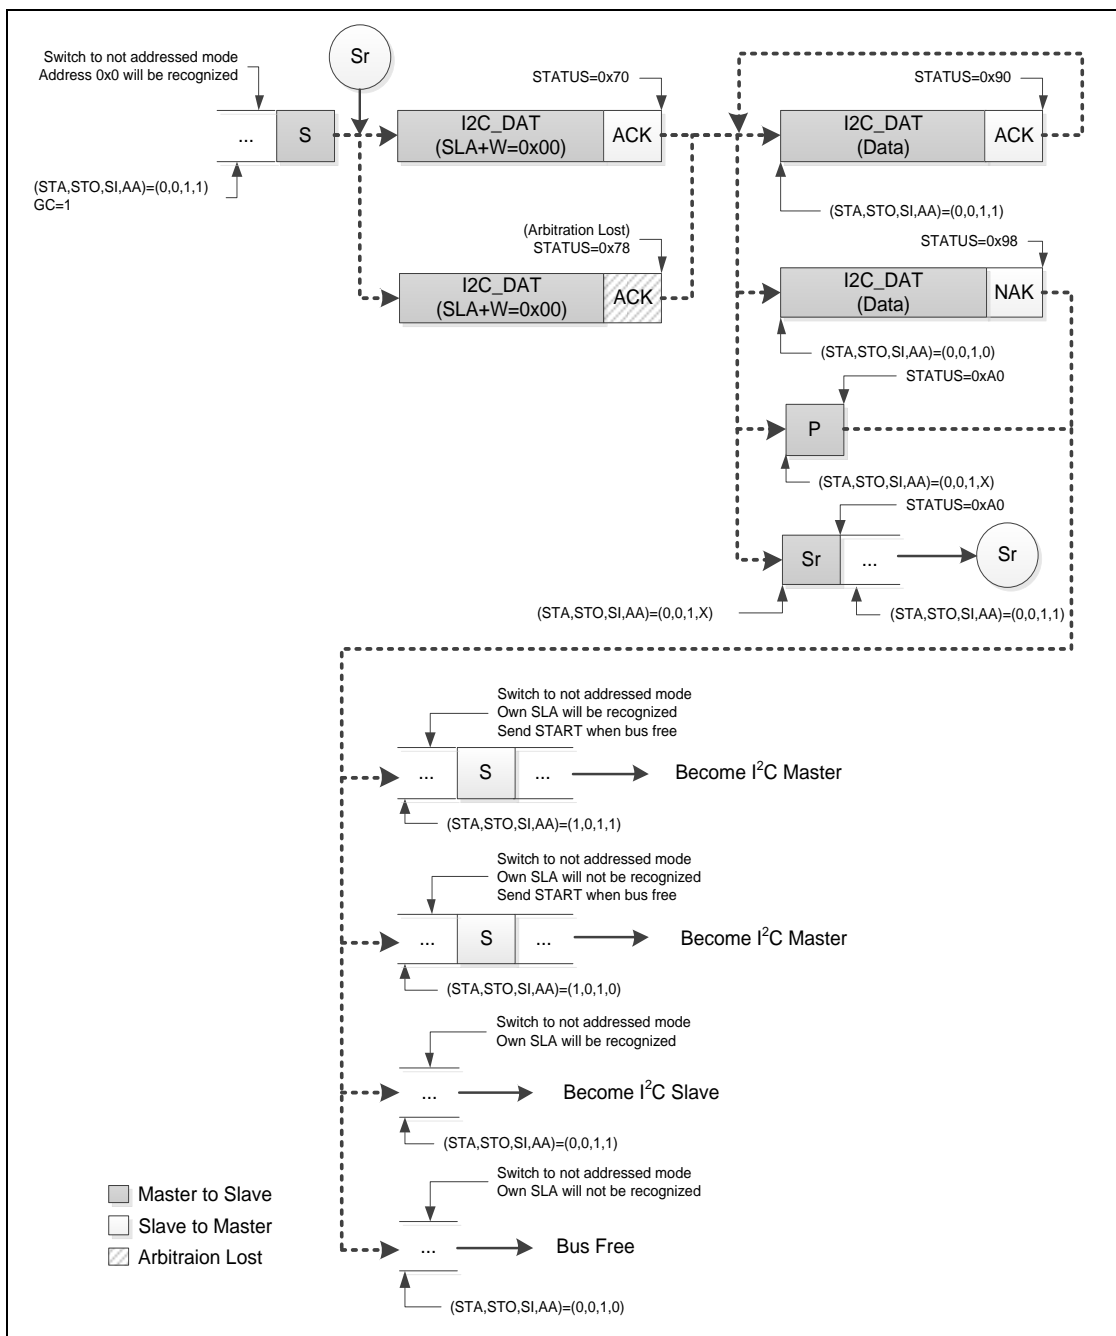 Switch to not addressed mode
Address 0x0 will be recognized
Sr
STATUS=0x70
STATUS=0x90
...
S
I2C_DAT
(SLA+W=0x00)
ACK
I2C_DAT
(Data)
ACK
(STA,STO,SI,AA)=(0,0,1,1)
GC=1
(STA,STO,SI,AA)=(0,0,1,1)
(Arbitration Lost)
STATUS=0x78
STATUS=0x98
I2C_DAT
(SLA+W=0x00)
ACK
I2C_DAT
(Data)
NAK
(STA,STO,SI,AA)=(0,0,1,0)
STATUS=0xA0
P
(STA,STO,SI,AA)=(0,0,1,X)
STATUS=0xA0
Sr
...
Sr
(STA,STO,SI,AA)=(0,0,1,X)
(STA,STO,SI,AA)=(0,0,1,1)
Switch to not addressed mode
Own SLA will be recognized
Send START when bus free
...
S
...
Become I²C Master
(STA,STO,SI,AA)=(1,0,1,1)
Switch to not addressed mode
Own SLA will not be recognized
Send START when bus free
...
S
...
Become I²C Master
(STA,STO,SI,AA)=(1,0,1,0)
Switch to not addressed mode
Own SLA will be recognized
...
Become I²C Slave
(STA,STO,SI,AA)=(0,0,1,1)
Switch to not addressed mode
Own SLA will not be recognized
...
Bus Free
(STA,STO,SI,AA)=(0,0,1,0)
Master to Slave
Slave to Master
Arbitraion Lost